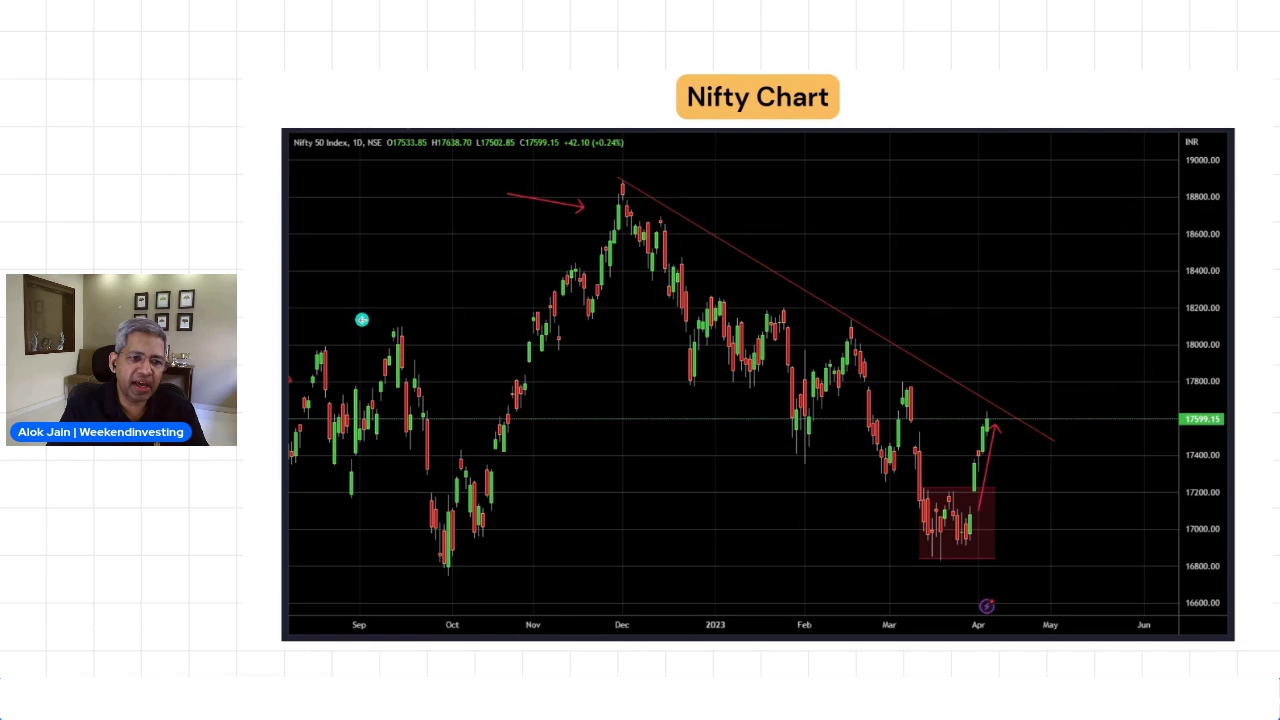 Nifty Chart
Nifty 50 Index, 1D, NSE O17533.85 H17638.70 L17502.85 C17599.15 +42.10 (+0.24%)
INR
19000.00
18800.00
18600.00
18400.00
18200.00
18000.00
17800.00
17599.15
17400.00
17200.00
17000.00
16800.00
16600.00
Sep Oct Nov Dec 2023 Feb Mar Apr May Jun
Alok Jain | Weekendinvesting